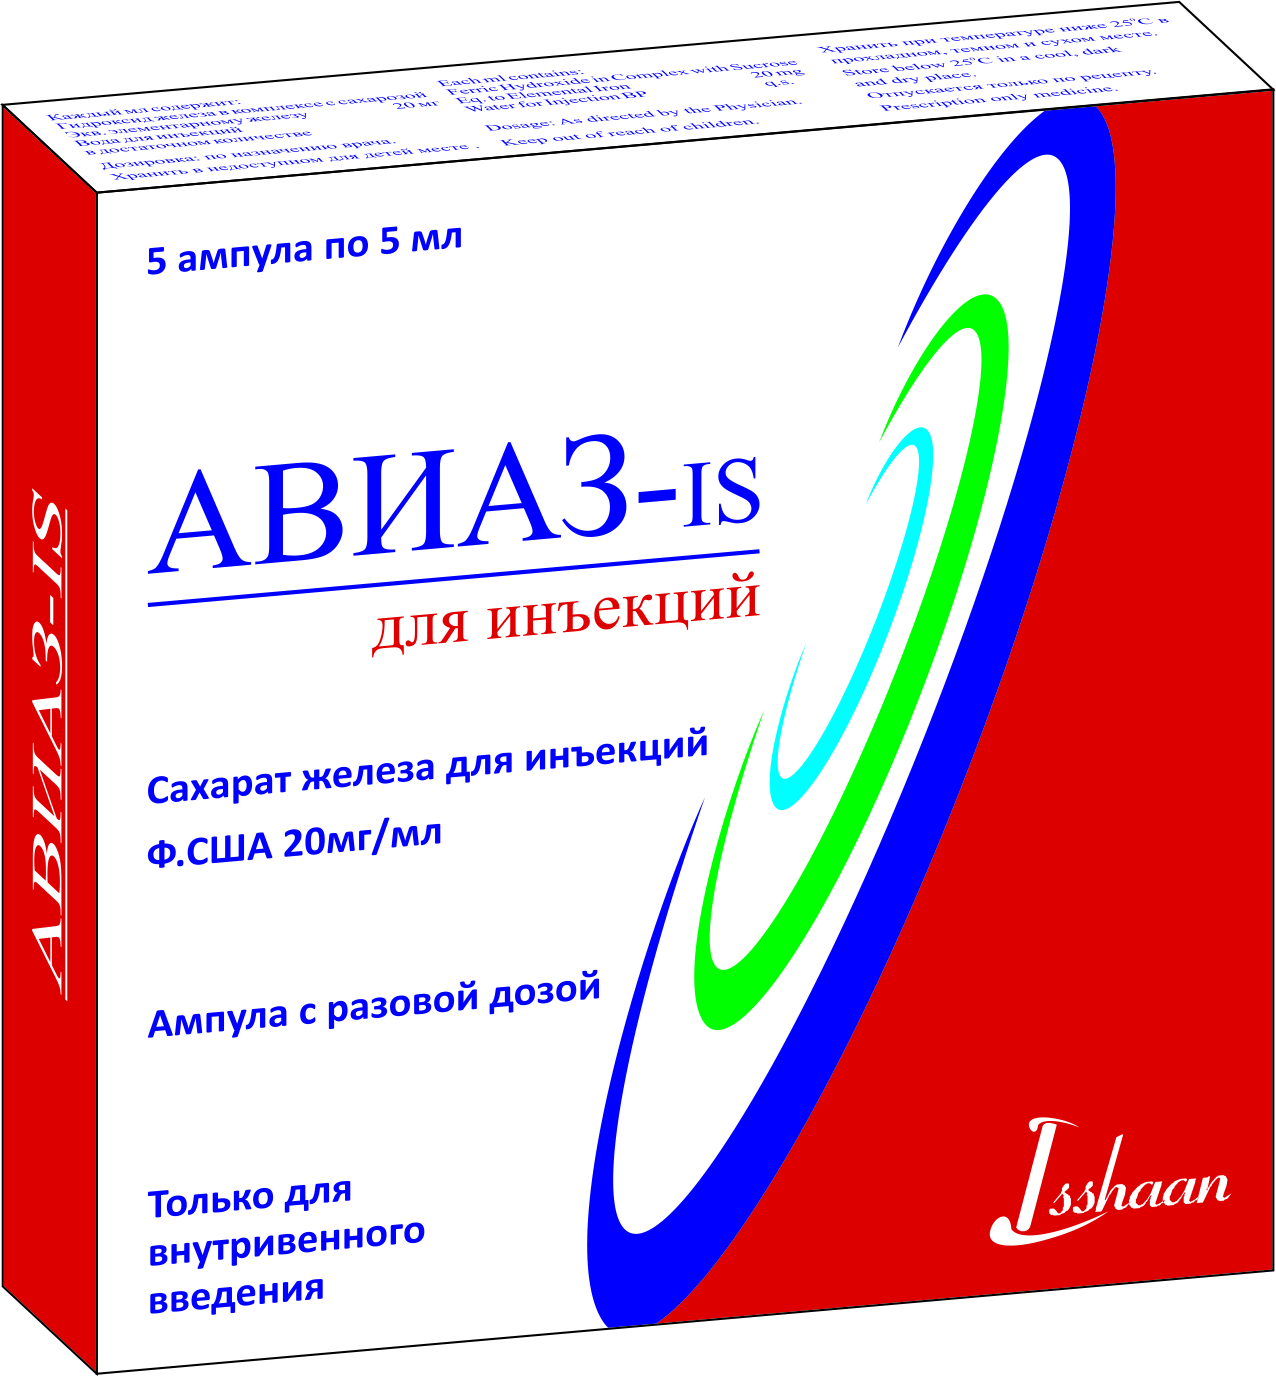 Каждый мл содержит:
Гидроксид железа в комплексе с сахарозой
Экв. элементарному железу 20 мг
Вода для инъекций
в достаточном количестве
Дозировка: по назначению врача.
Хранить в недоступном для детей месте .
Each ml contains:
Ferric Hydroxide in Complex with Sucrose
Eq. to Elemental Iron 20 mg
Water for Injection BP q.s.
Dosage: As directed by the Physician.
Keep out of reach of children.
Хранить при температуре ниже 25°C в
прохладном, темном и сухом месте.
Store below 25°C in a cool, dark
and dry place.
Отпускается только по рецепту.
Prescription only medicine.
5 ампула по 5 мл
АВИАЗ-IS
для инъекций
Сахарат железа для инъекций
Ф.США 20мг/мл
Ампула с разовой дозой
Только для
внутривенного
введения
АВИАЗ-IS
Isshaan